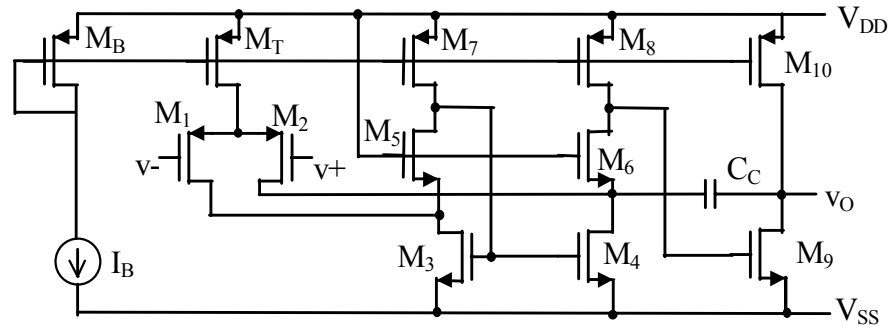 V_DD
M_B
M_T
M_7
M_8
M_10
M_1
M_2
M_5
M_6
v-
v+
C_C
v_O
I_B
M_3
M_4
M_9
V_SS